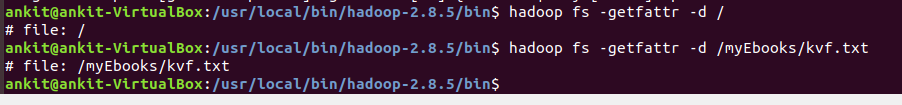 ankit@ankit-VirtualBox:/usr/local/bin/hadoop-2.8.5/bin$ hadoop fs -getfattr -d /
# file: /
ankit@ankit-VirtualBox:/usr/local/bin/hadoop-2.8.5/bin$ hadoop fs -getfattr -d /myEbooks/kvf.txt
# file: /myEbooks/kvf.txt
ankit@ankit-VirtualBox:/usr/local/bin/hadoop-2.8.5/bin$